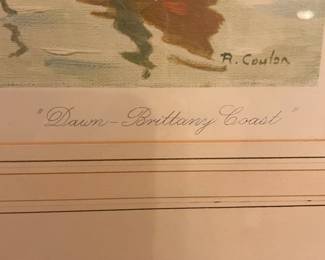 R. Coulon
"Dawn-Brittany Coast"